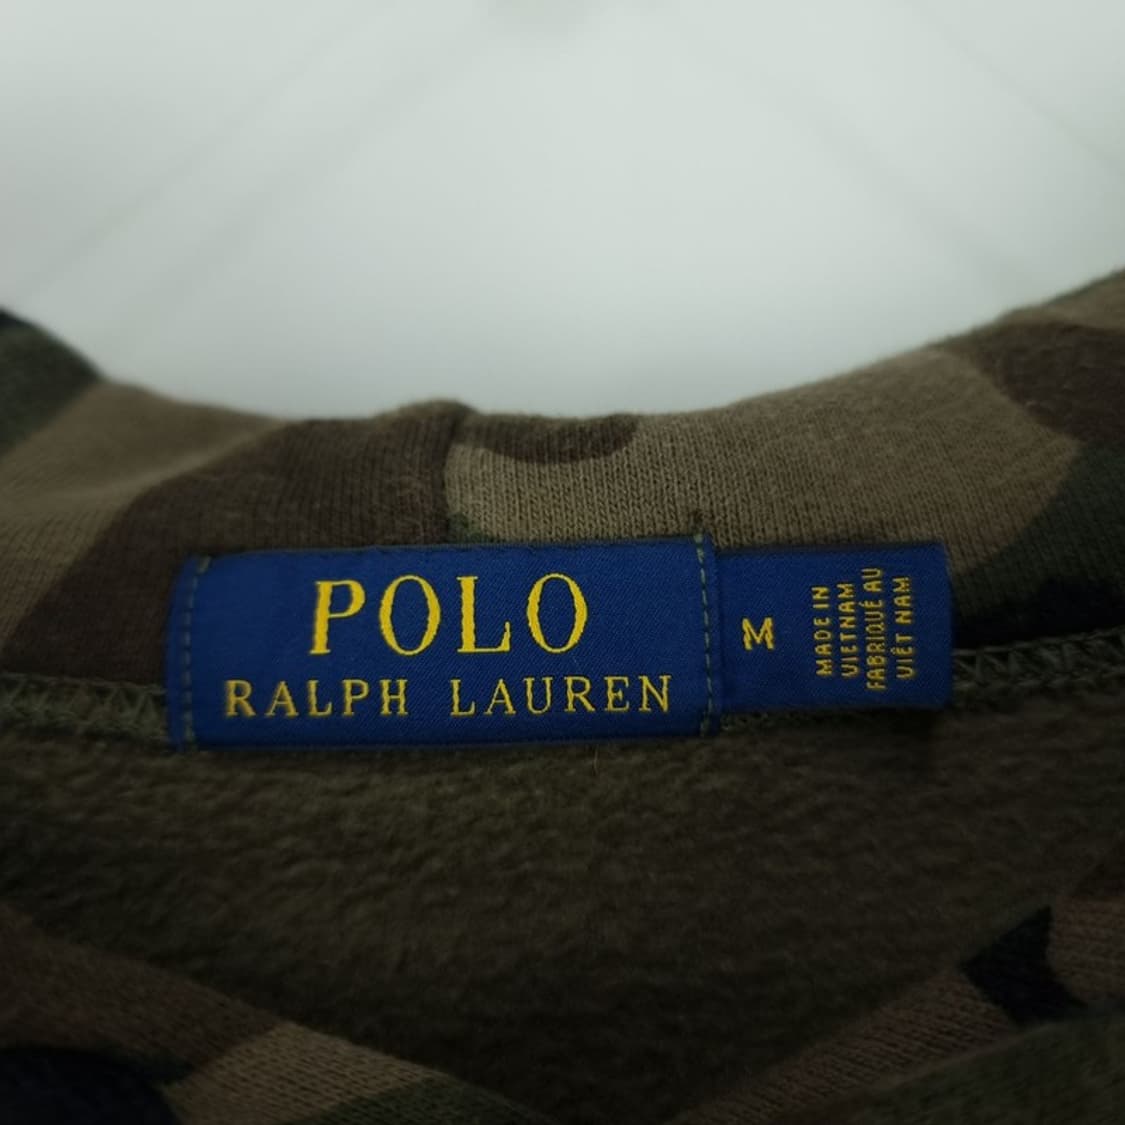 POLO
RALPH LAUREN
M
MADE IN
VIETNAM
FABRIQUÉ AU
VIÊT NAM